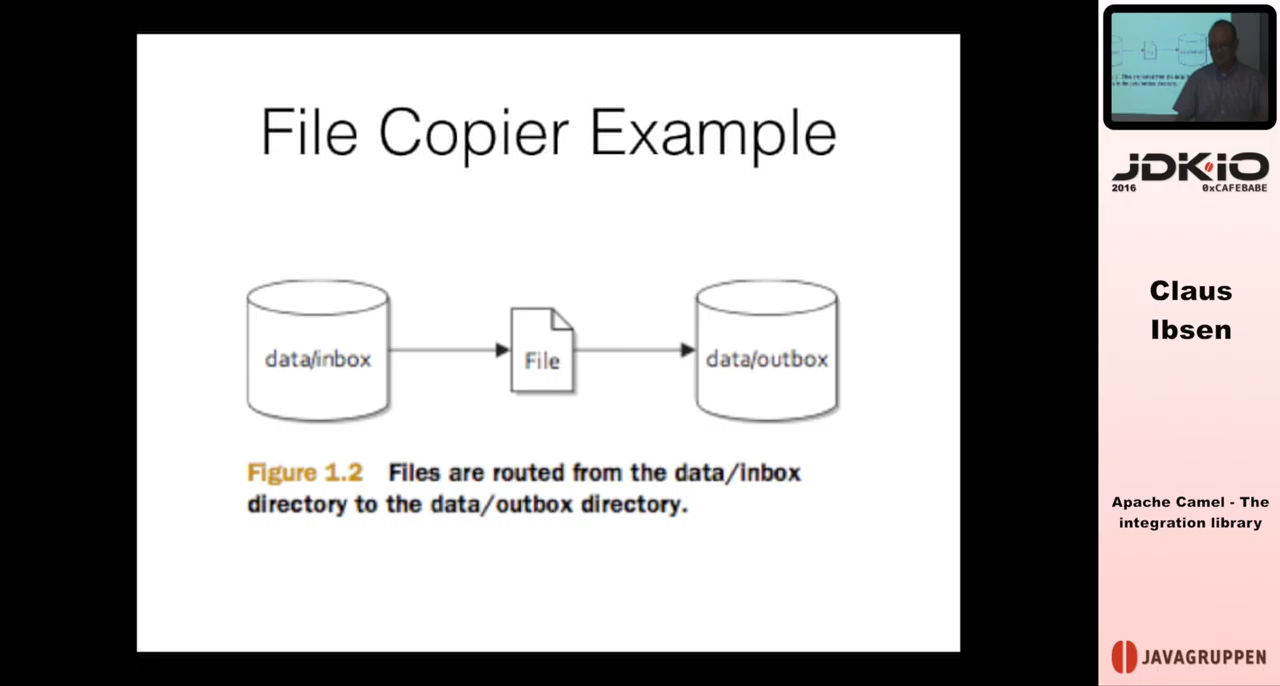 File Copier Example
data/inbox
File
data/outbox
Figure 1.2 Files are routed from the data/inbox
directory to the data/outbox directory.
JDK.IO
2016 0xCAFEBABE
Claus
Ibsen
Apache Camel - The
integration library
JAVAGRUPPEN